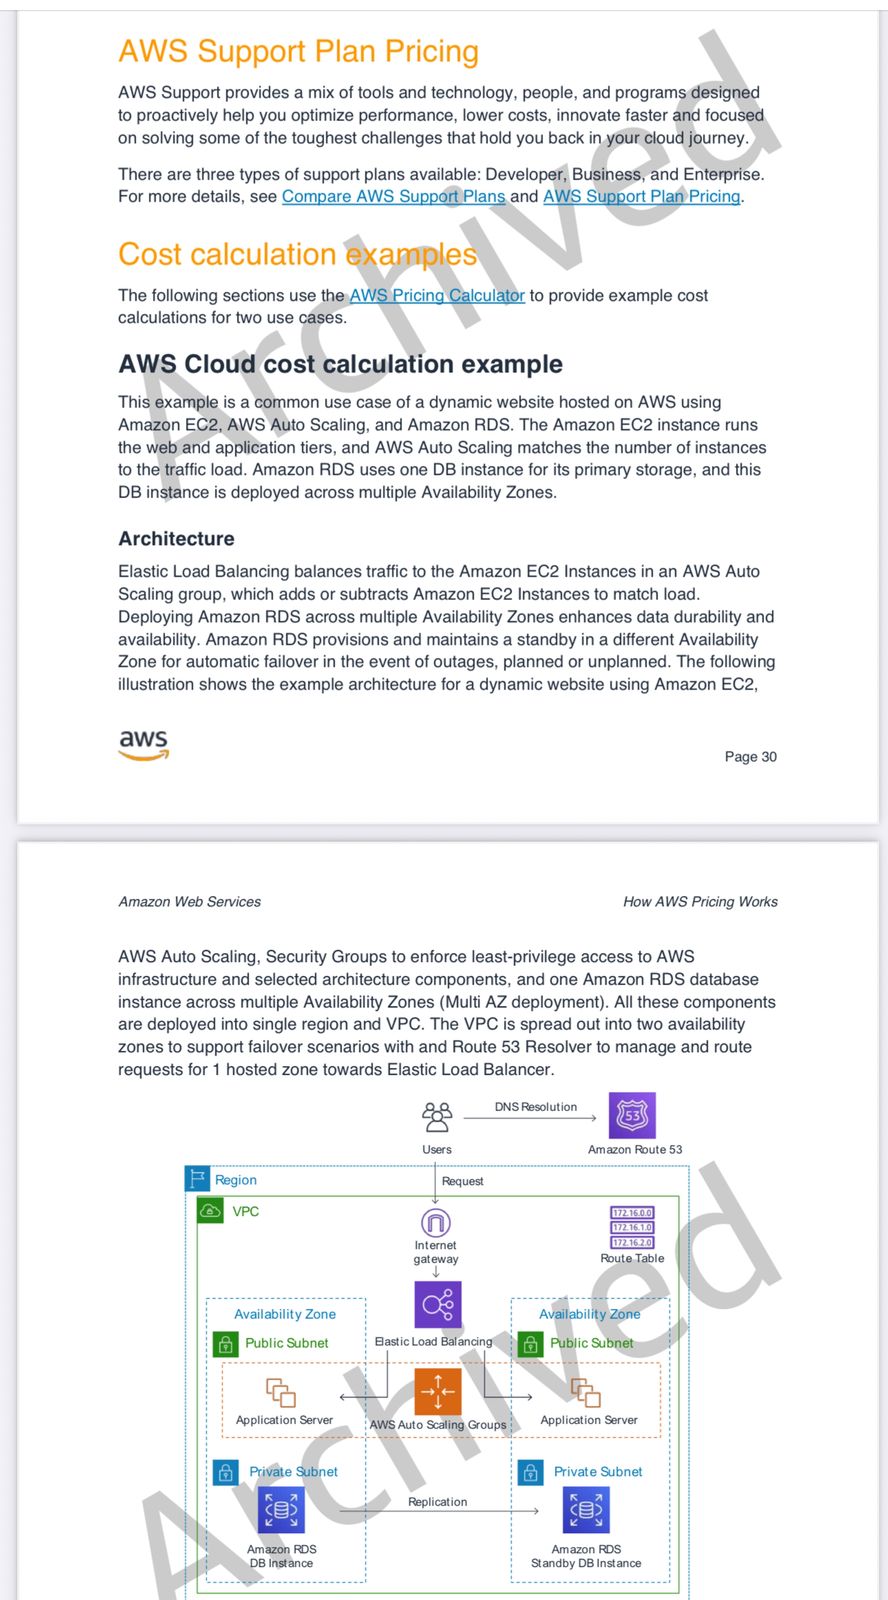 AWS Support Plan Pricing
AWS Support provides a mix of tools and technology, people, and programs designed
to proactively help you optimize performance, lower costs, innovate faster and focused
on solving some of the toughest challenges that hold you back in your cloud journey.
There are three types of support plans available: Developer, Business, and Enterprise.
For more details, see Compare AWS Support Plans and AWS Support Plan Pricing.
Cost calculation examples
The following sections use the AWS Pricing Calculator to provide example cost
calculations for two use cases.
AWS Cloud cost calculation example
This example is a common use case of a dynamic website hosted on AWS using
Amazon EC2, AWS Auto Scaling, and Amazon RDS. The Amazon EC2 instance runs
the web and application tiers, and AWS Auto Scaling matches the number of instances
to the traffic load. Amazon RDS uses one DB instance for its primary storage, and this
DB instance is deployed across multiple Availability Zones.
Architecture
Elastic Load Balancing balances traffic to the Amazon EC2 Instances in an AWS Auto
Scaling group, which adds or subtracts Amazon EC2 Instances to match load.
Deploying Amazon RDS across multiple Availability Zones enhances data durability and
availability. Amazon RDS provisions and maintains a standby in a different Availability
Zone for automatic failover in the event of outages, planned or unplanned. The following
illustration shows the example architecture for a dynamic website using Amazon EC2,
Archived
aws
Page 30
Amazon Web Services
How AWS Pricing Works
AWS Auto Scaling, Security Groups to enforce least-privilege access to AWS
infrastructure and selected architecture components, and one Amazon RDS database
instance across multiple Availability Zones (Multi AZ deployment). All these components
are deployed into single region and VPC. The VPC is spread out into two availability
zones to support failover scenarios with and Route 53 Resolver to manage and route
requests for 1 hosted zone towards Elastic Load Balancer.
DNS Resolution
53
Users
Amazon Route 53
Region
Request
VPC
172.16.0.0
172.16.1.0
172.16.2.0
Internet
gateway
Route Table
Availability Zone
Availability Zone
Public Subnet
Elastic Load Balancing
Public Subnet
Application Server
AWS Auto Scaling Groups
Application Server
Private Subnet
Private Subnet
Replication
Amazon RDS
DB Instance
Amazon RDS
Standby DB Instance
Archived